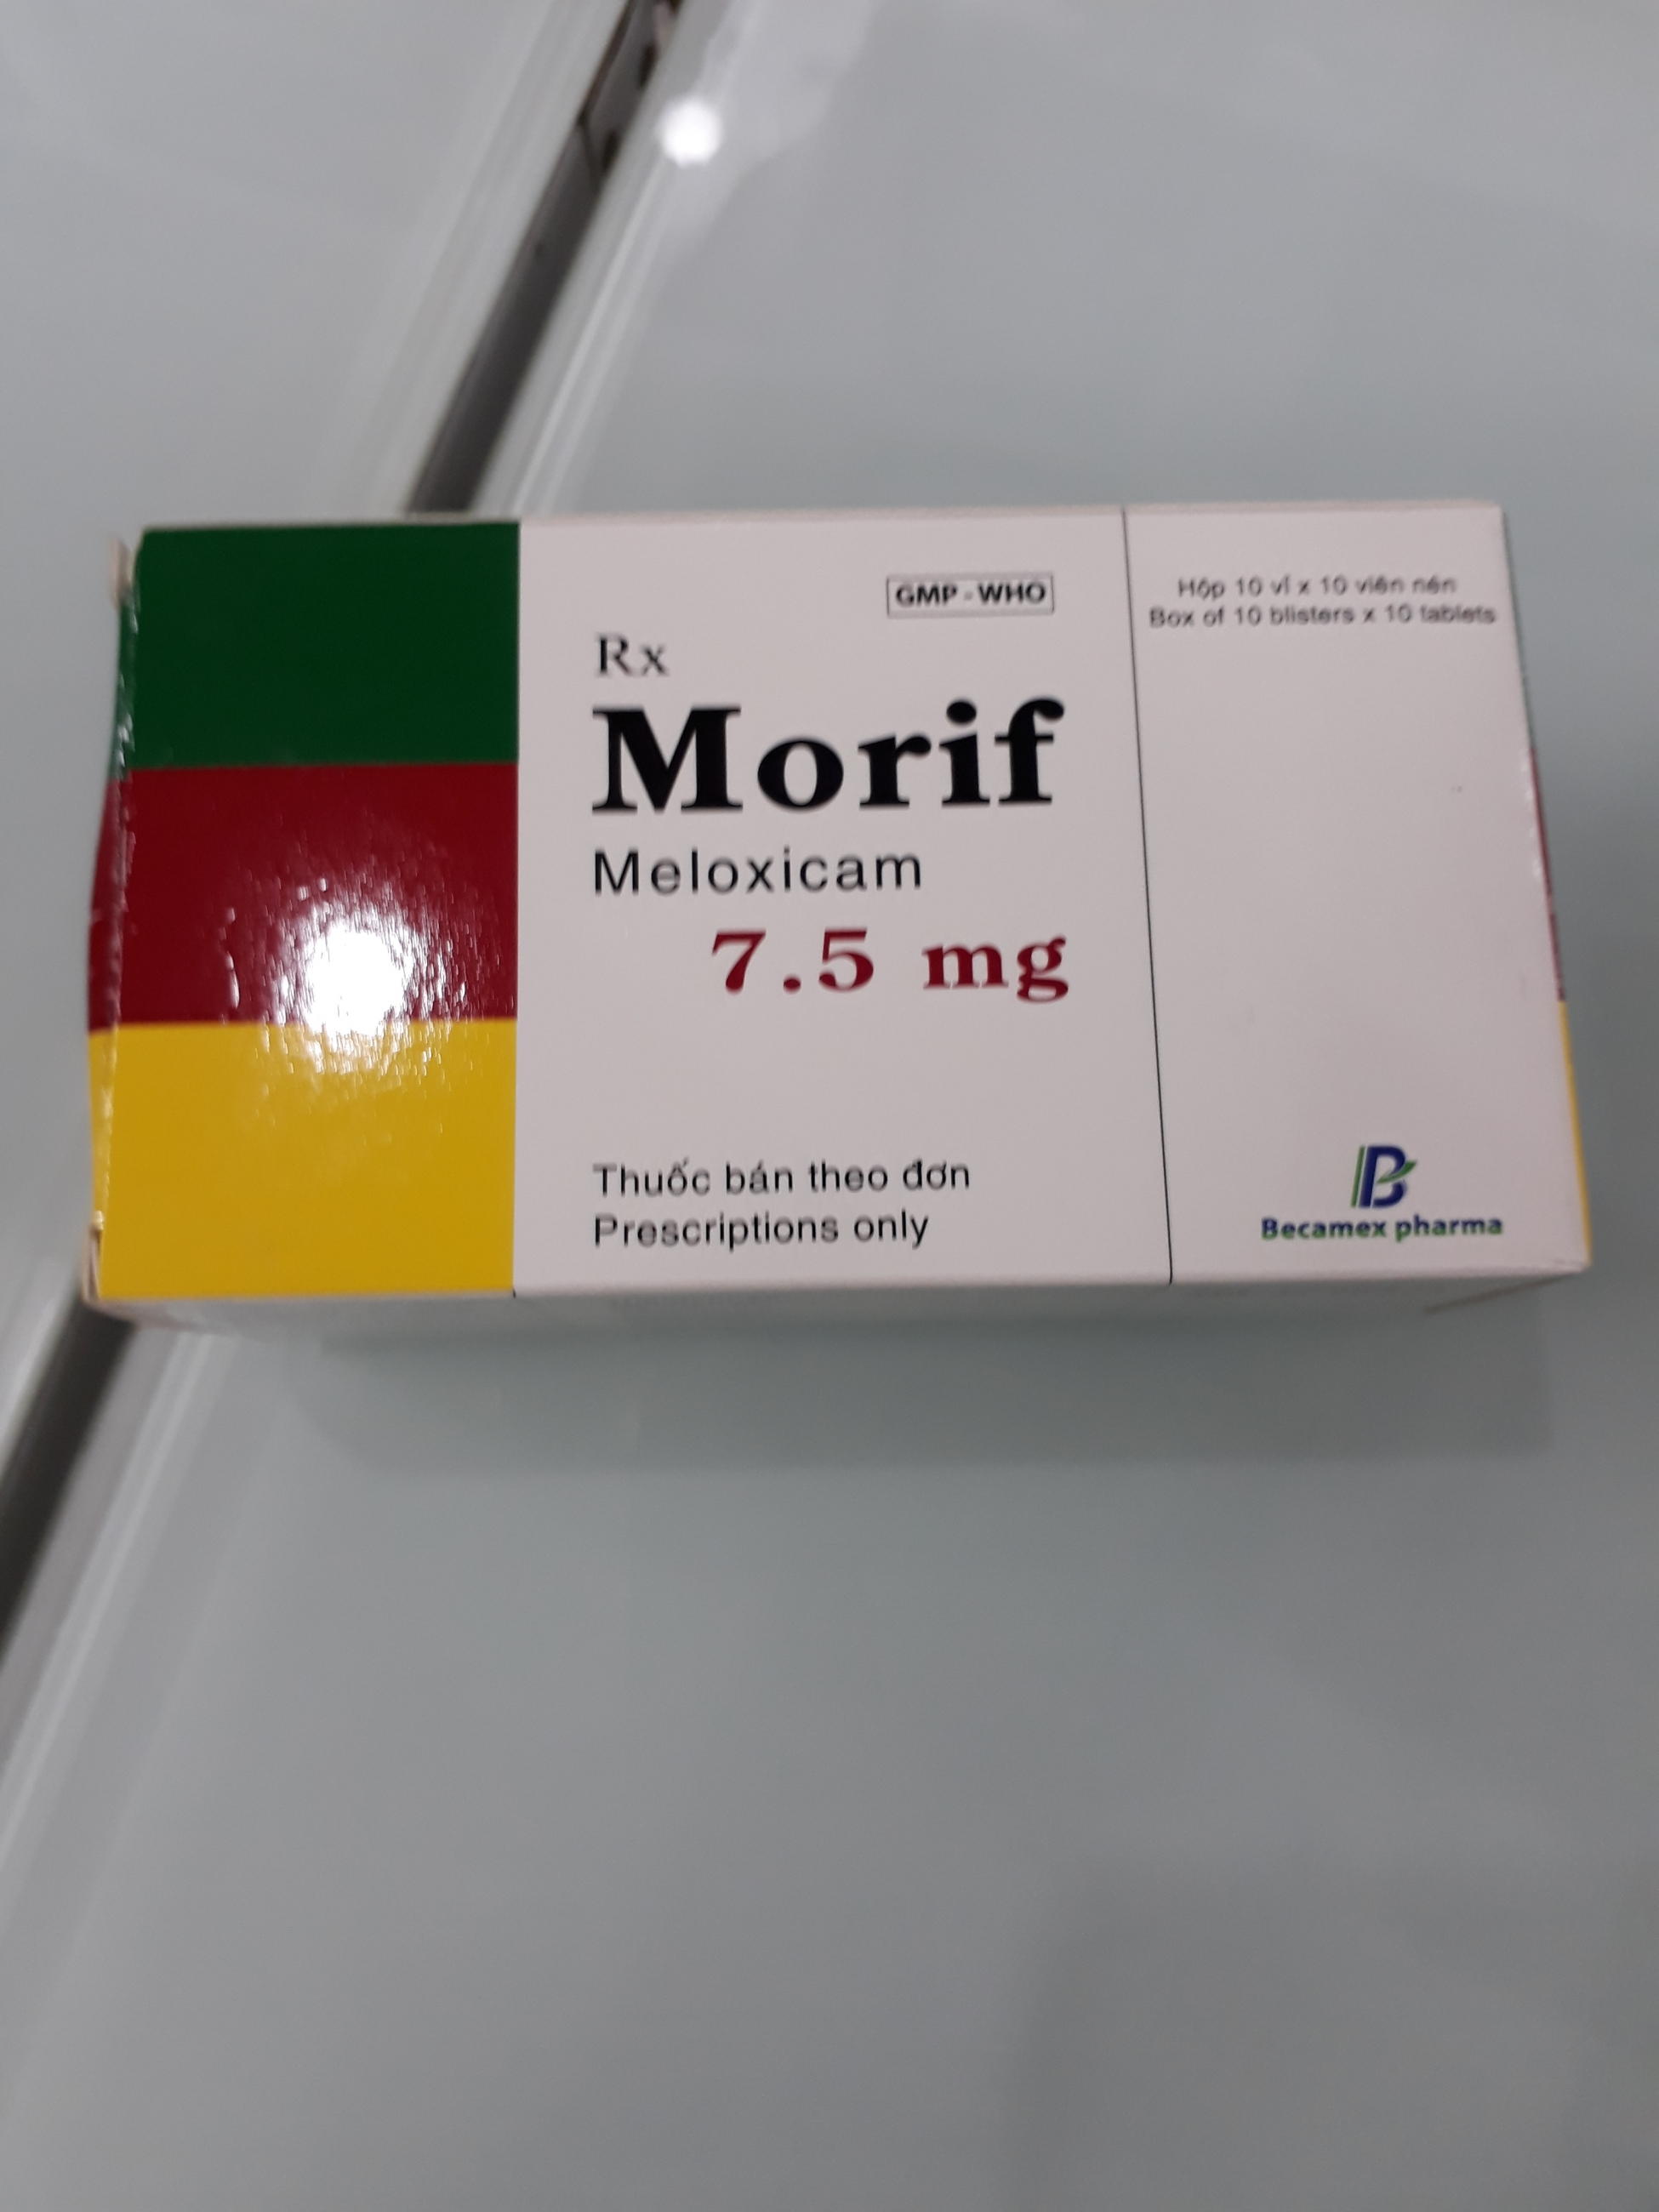 GMP - WHO
Rx
Morif
Meloxicam
7.5 mg
Thuốc bán theo đơn
Prescriptions only
Hộp 10 vỉ x 10 viên nén
Box of 10 blisters x 10 tablets
Becamex pharma